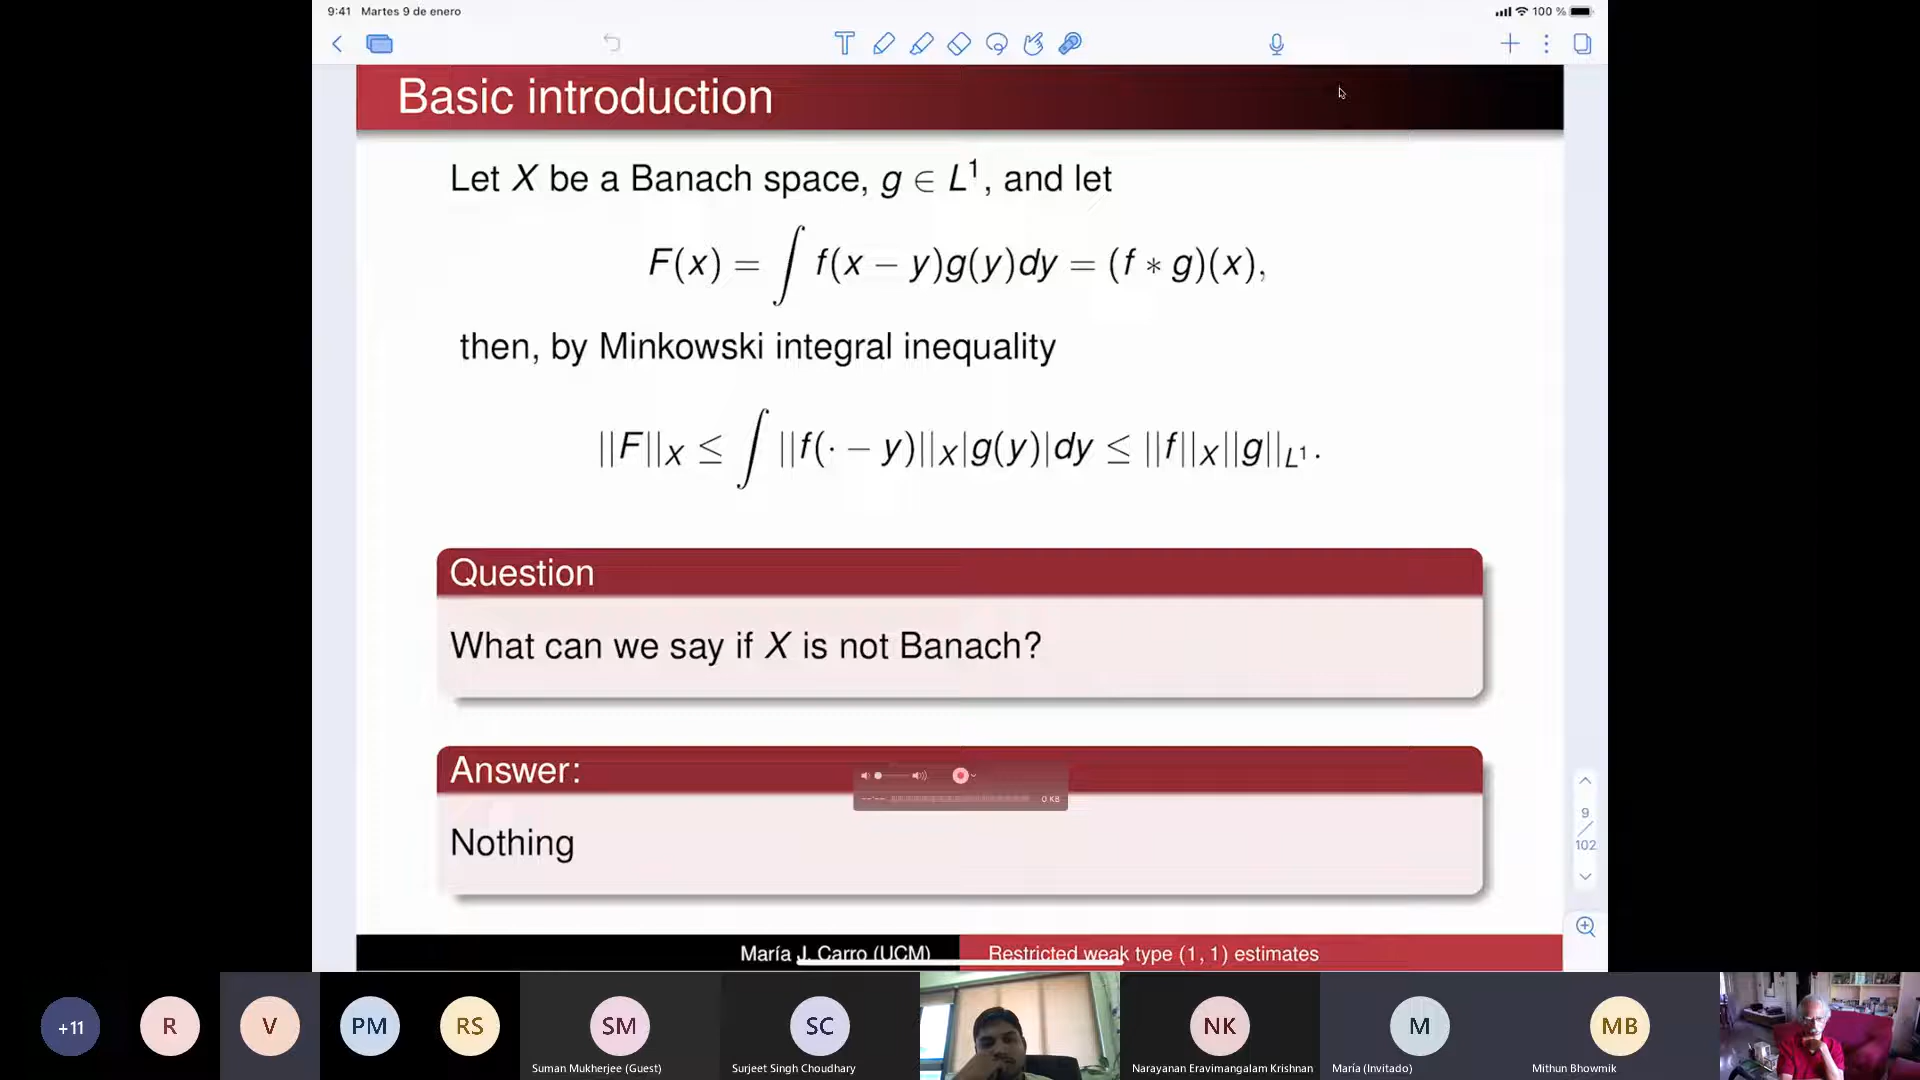 9:41 Martes 9 de enero
100 %
Basic introduction
Let X be a Banach space, g ∈ L¹, and let
F(x) = ∫ f(x − y)g(y)dy = (f ∗ g)(x),
then, by Minkowski integral inequality
||F||_X ≤ ∫ ||f(· − y)||_X|g(y)|dy ≤ ||f||_X||g||_{L¹}.
Question
What can we say if X is not Banach?
Answer:
--:-- 0 KB
Nothing
9
102
María J. Carro (UCM) Restricted weak type (1, 1) estimates
+11 R V PM RS SM SC NK M MB
Suman Mukherjee (Guest) Surjeet Singh Choudhary Narayanan Eravimangalam Krishnan María (Invitado) Mithun Bhowmik